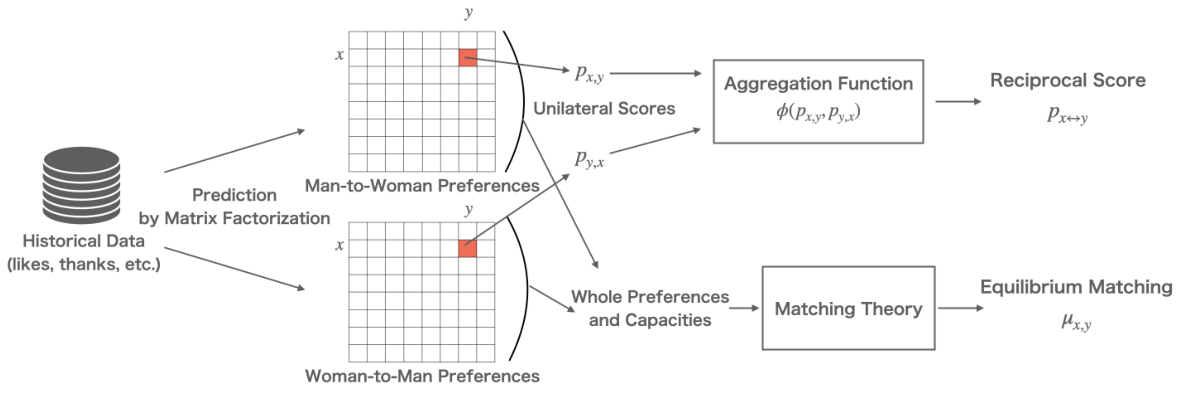 y
x
p_{x,y}
Unilateral Scores
Aggregation Function
ϕ(p_{x,y}, p_{y,x})
Reciprocal Score
p_{x↔y}
p_{y,x}
Man-to-Woman Preferences
Prediction
by Matrix Factorization
Historical Data
(likes, thanks, etc.)
y
x
Whole Preferences
and Capacities
Matching Theory
Equilibrium Matching
μ_{x,y}
Woman-to-Man Preferences